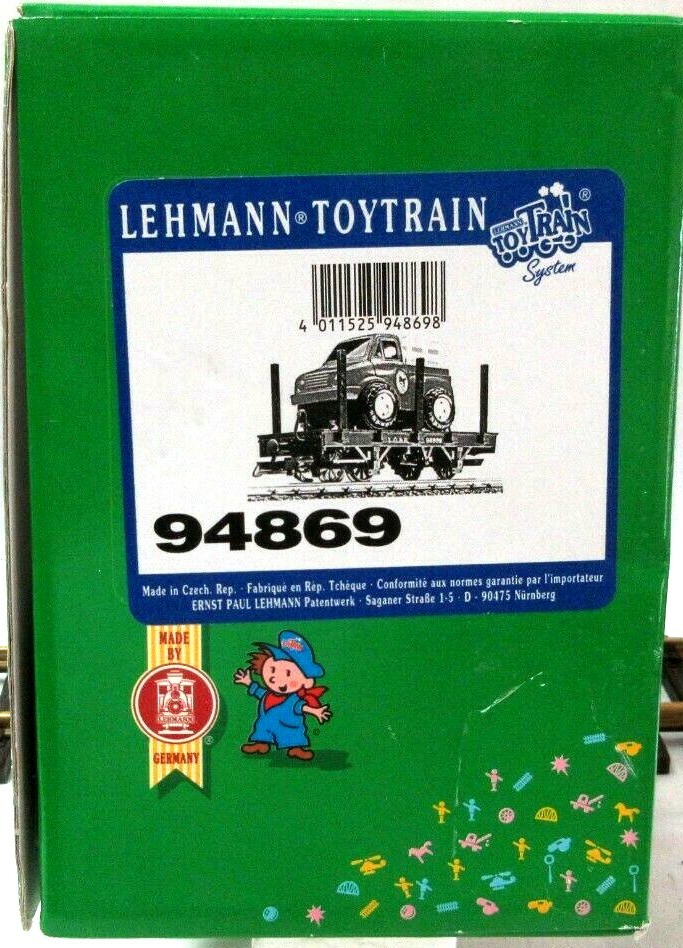 LEHMANN® TOYTRAIN
LEHMANN
TOY TRAIN ®
System
4 011525 948698
94869
Made in Czech. Rep. · Fabriqué en Rép. Tchèque · Conformité aux normes garantie par l'importateur
ERNST PAUL LEHMANN Patentwerk · Saganer Straße 1-5 · D - 90475 Nürnberg
MADE
BY
LEHMANN
®
GERMANY
©